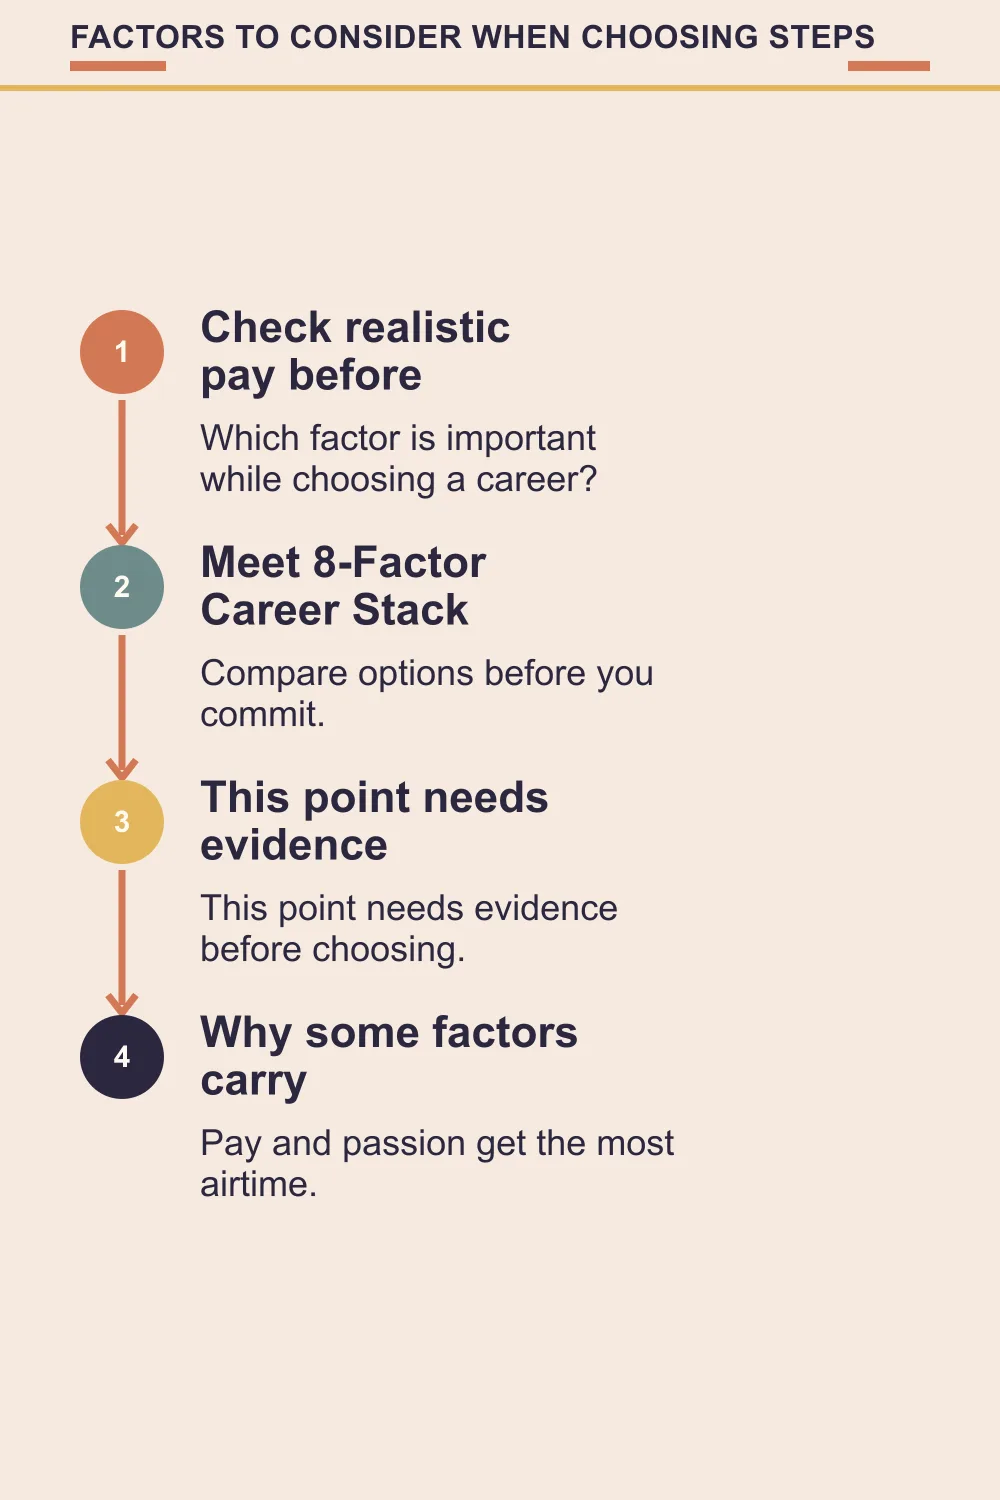 FACTORS TO CONSIDER WHEN CHOOSING STEPS
1
Check realistic
pay before
Which factor is important
while choosing a career?
2
Meet 8-Factor
Career Stack
Compare options before you
commit.
3
This point needs
evidence
This point needs evidence
before choosing.
4
Why some factors
carry
Pay and passion get the most
airtime.